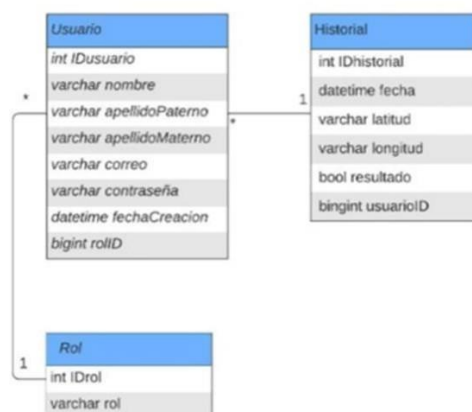 Usuario
int IDusuario
varchar nombre
varchar apellidoPaterno
varchar apellidoMaterno
varchar correo
varchar contraseña
datetime fechaCreacion
bigint rolID
*
*
1
Historial
int IDhistorial
datetime fecha
varchar latitud
varchar longitud
bool resultado
bingint usuarioID
1
Rol
int IDrol
varchar rol